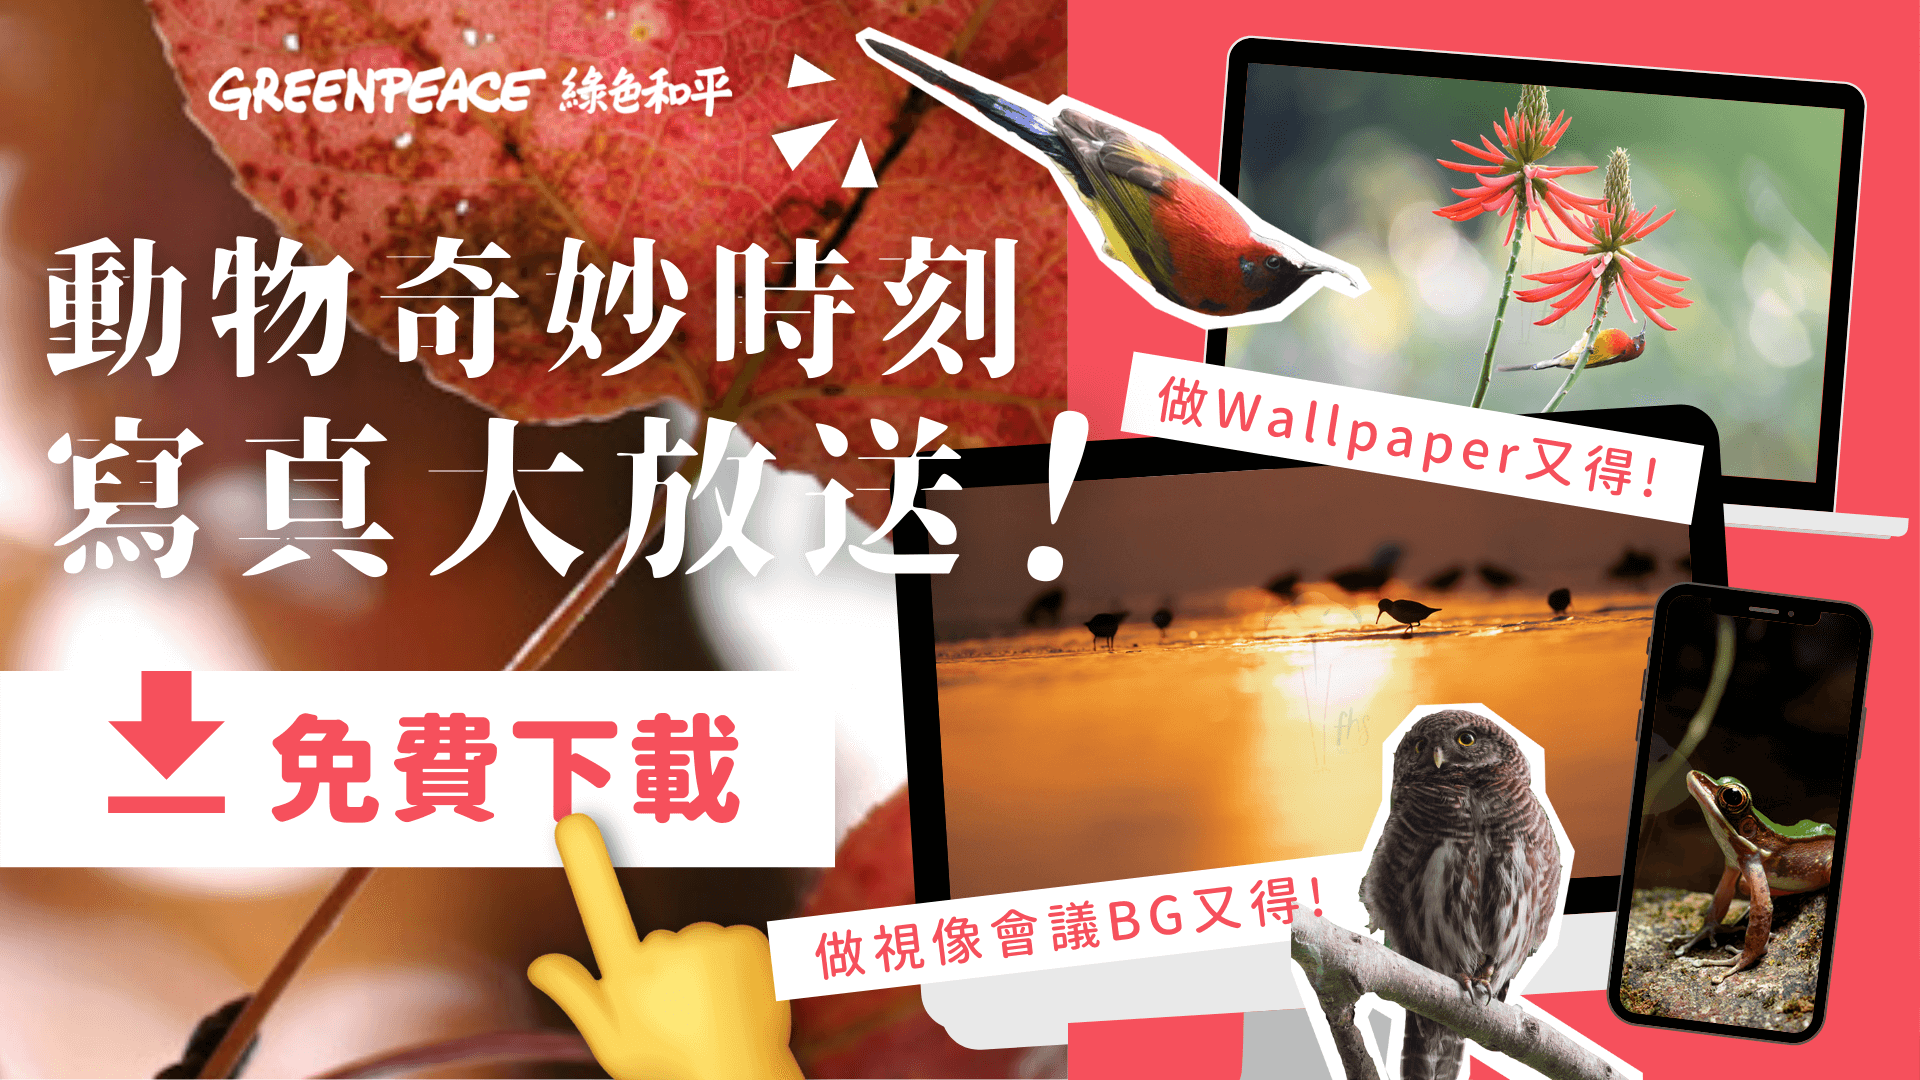 GREENPEACE 綠色和平
動物奇妙時刻
寫真大放送！
免費下載
做Wallpaper又得!
做視像會議BG又得!
fhs